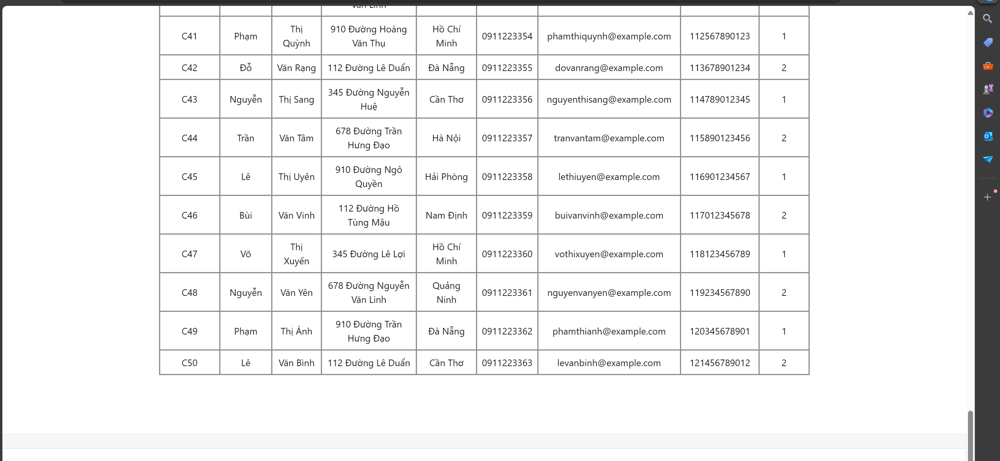 Văn Linh
C41 Phạm Thị Quỳnh 910 Đường Hoàng Văn Thụ Hồ Chí Minh 0911223354 phamthiquynh@example.com 112567890123 1
C42 Đỗ Văn Rạng 112 Đường Lê Duẩn Đà Nẵng 0911223355 dovanrang@example.com 113678901234 2
C43 Nguyễn Thị Sang 345 Đường Nguyễn Huệ Cần Thơ 0911223356 nguyenthisang@example.com 114789012345 1
C44 Trần Văn Tâm 678 Đường Trần Hưng Đạo Hà Nội 0911223357 tranvantam@example.com 115890123456 2
C45 Lê Thị Uyên 910 Đường Ngô Quyền Hải Phòng 0911223358 lethiuyen@example.com 116901234567 1
C46 Bùi Văn Vinh 112 Đường Hồ Tùng Mậu Nam Định 0911223359 buivanvinh@example.com 117012345678 2
C47 Võ Thị Xuyến 345 Đường Lê Lợi Hồ Chí Minh 0911223360 vothixuyen@example.com 118123456789 1
C48 Nguyễn Văn Yên 678 Đường Nguyễn Văn Linh Quảng Ninh 0911223361 nguyenvanyen@example.com 119234567890 2
C49 Phạm Thị Ánh 910 Đường Trần Hưng Đạo Đà Nẵng 0911223362 phamthianh@example.com 120345678901 1
C50 Lê Văn Bình 112 Đường Lê Duẩn Cần Thơ 0911223363 levanbinh@example.com 121456789012 2